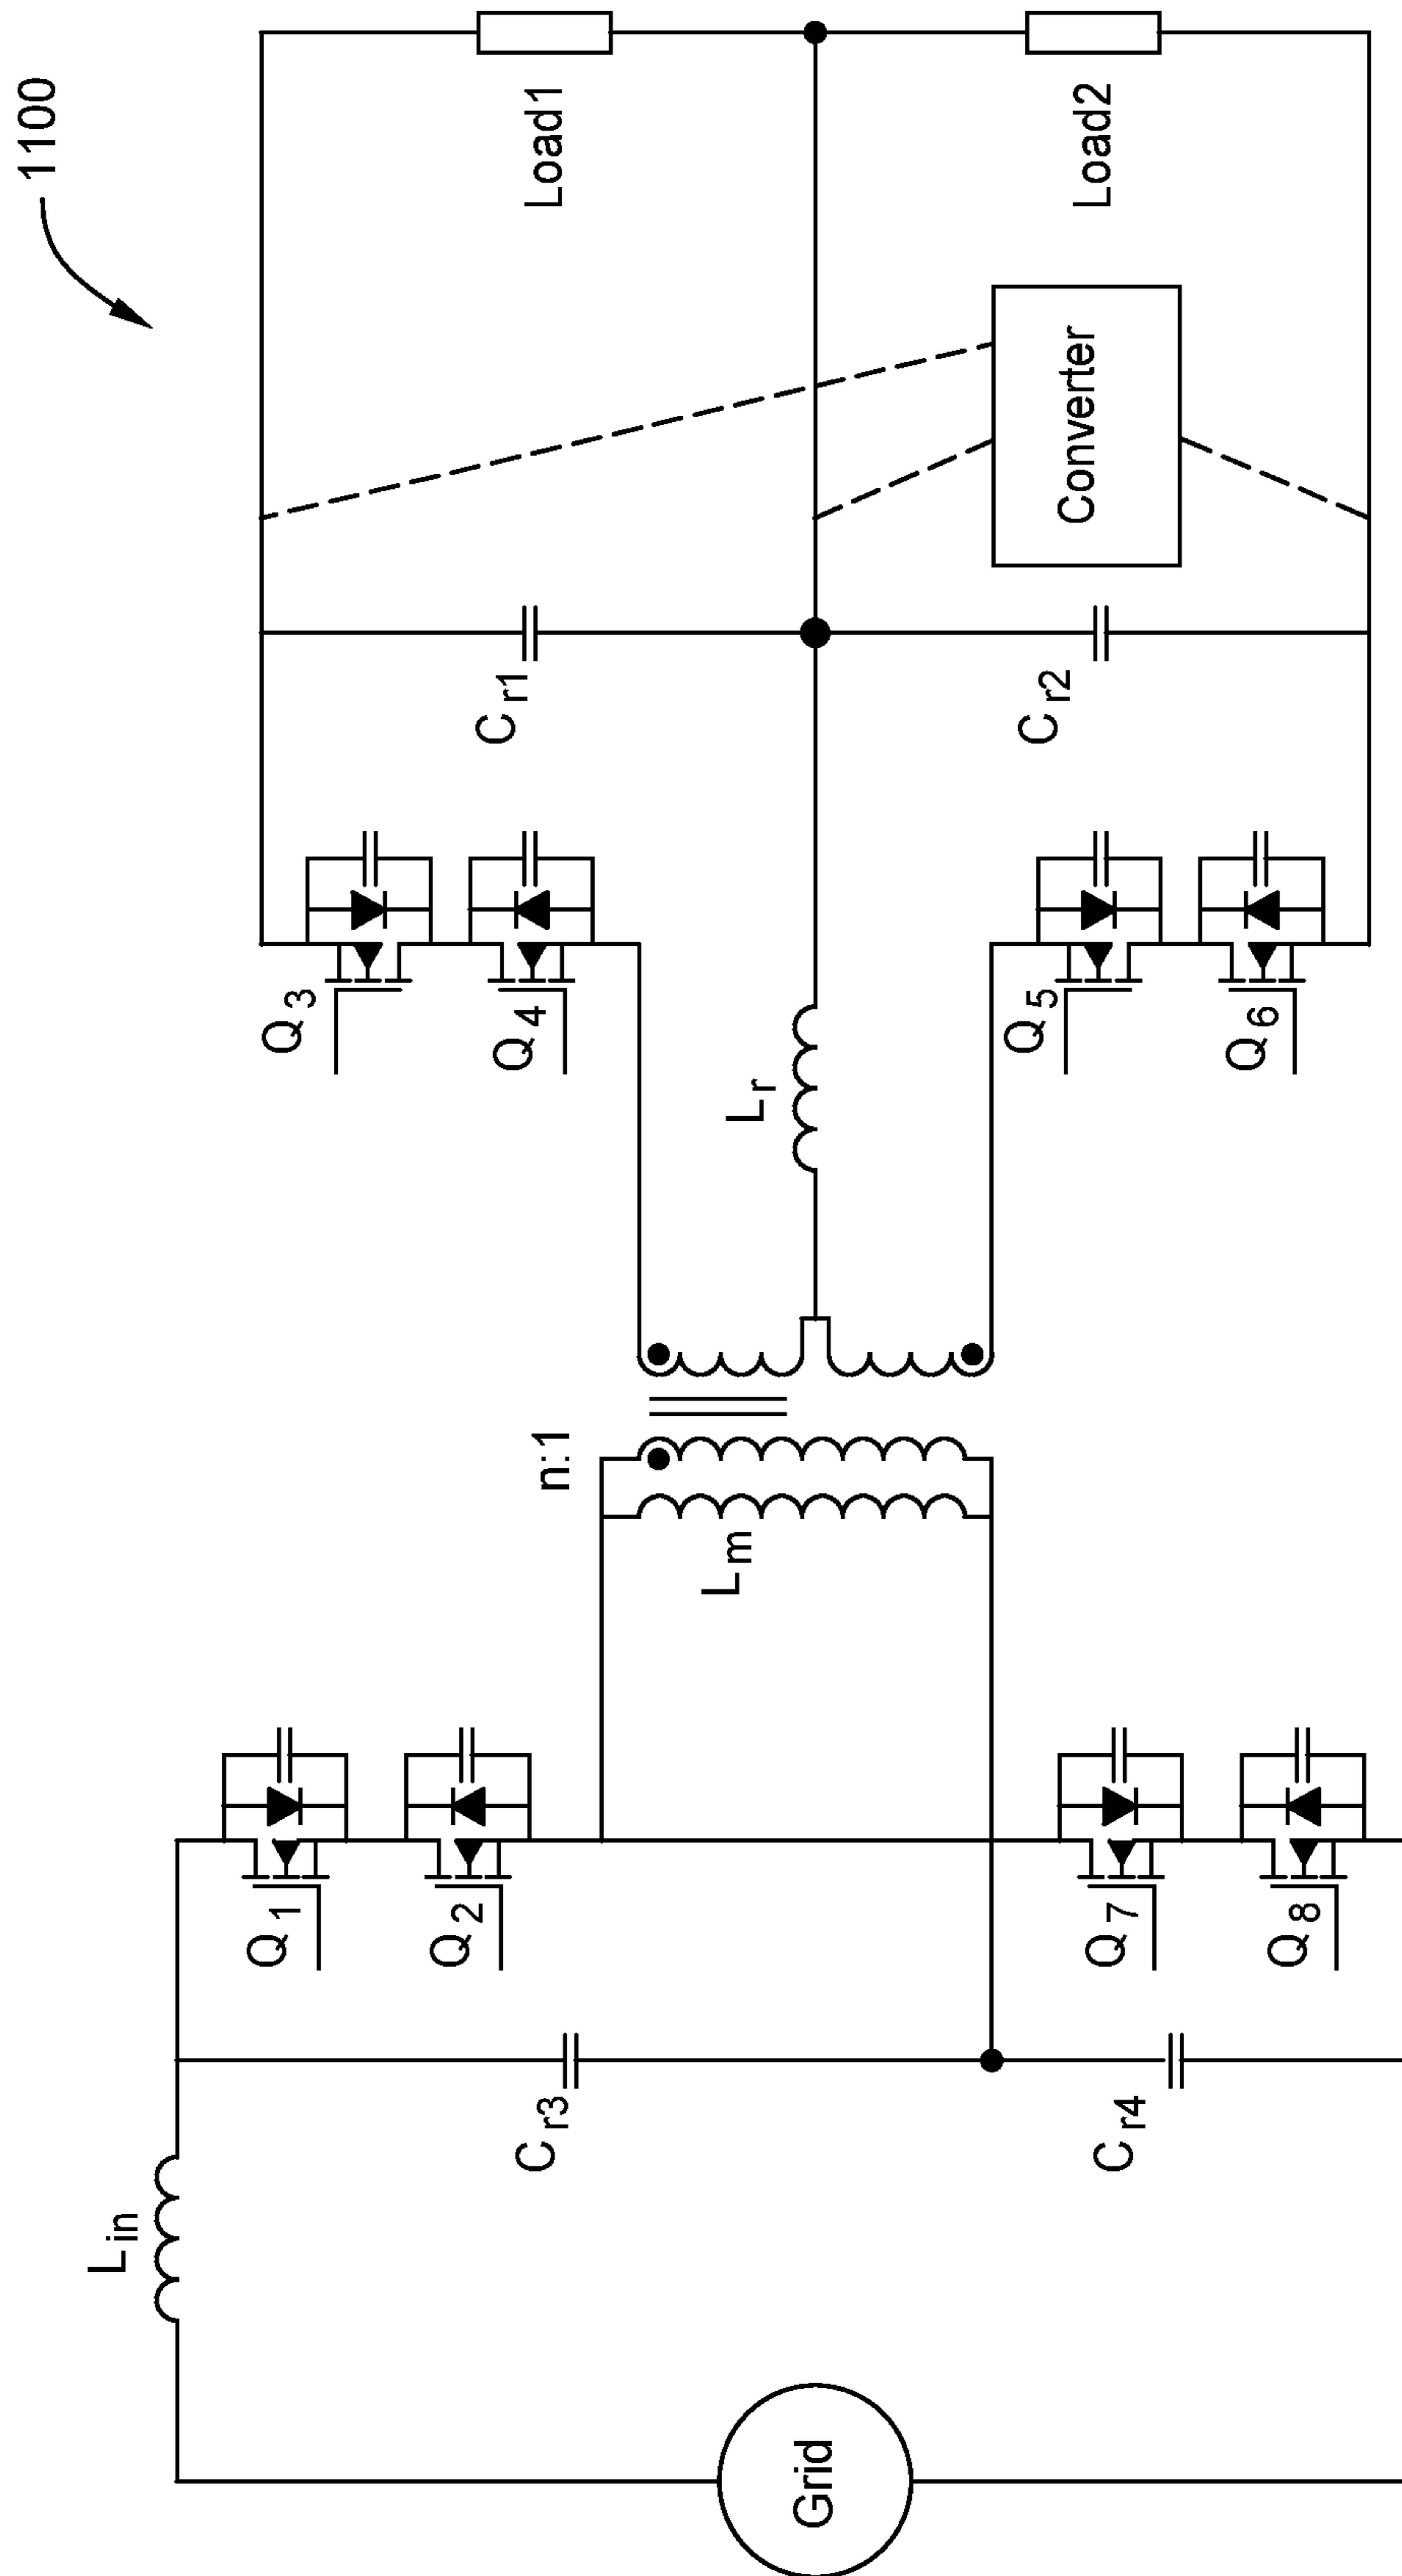 1100
Load1
Load2
Converter
Cr1
Cr2
Q3
Q4
Q5
Q6
Lr
n:1
Lm
Q1
Q2
Q7
Q8
Cr3
Cr4
Lin
Grid